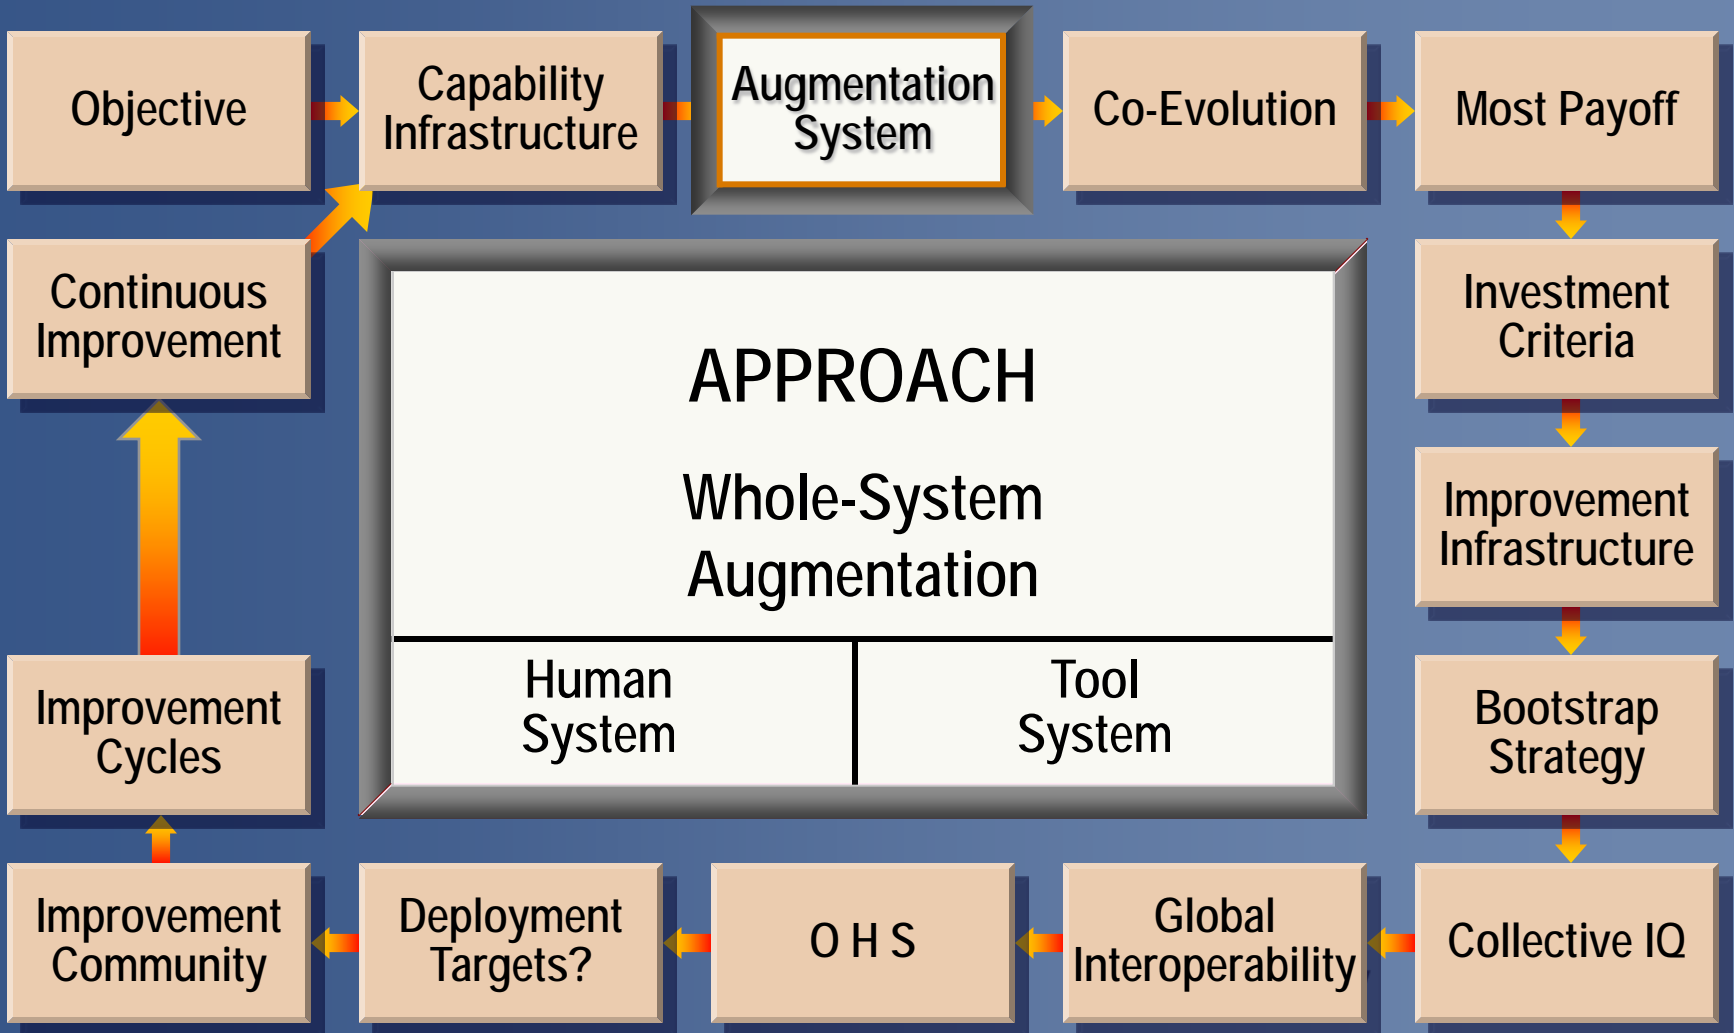 Objective
Capability
Infrastructure
Augmentation
System
Co-Evolution
Most Payoff
Continuous
Improvement
APPROACH
Whole-System
Augmentation
Human
System
Tool
System
Investment
Criteria
Improvement
Infrastructure
Improvement
Cycles
Bootstrap
Strategy
Improvement
Community
Deployment
Targets?
O H S
Global
Interoperability
Collective IQ